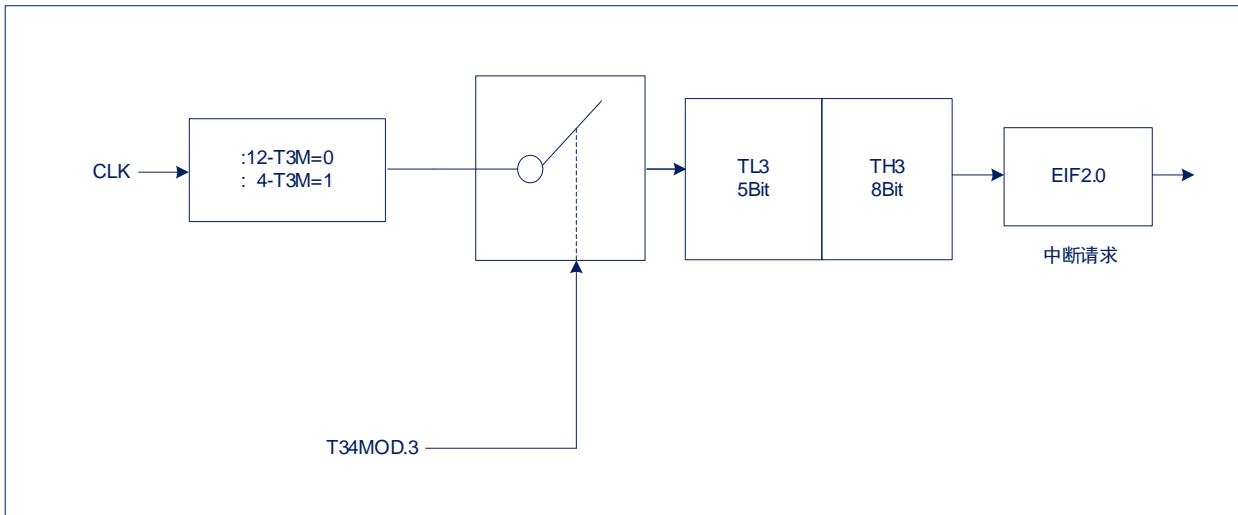 CLK
:12-T3M=0
: 4-T3M=1
TL3
5Bit
TH3
8Bit
EIF2.0
中断请求
T34MOD.3